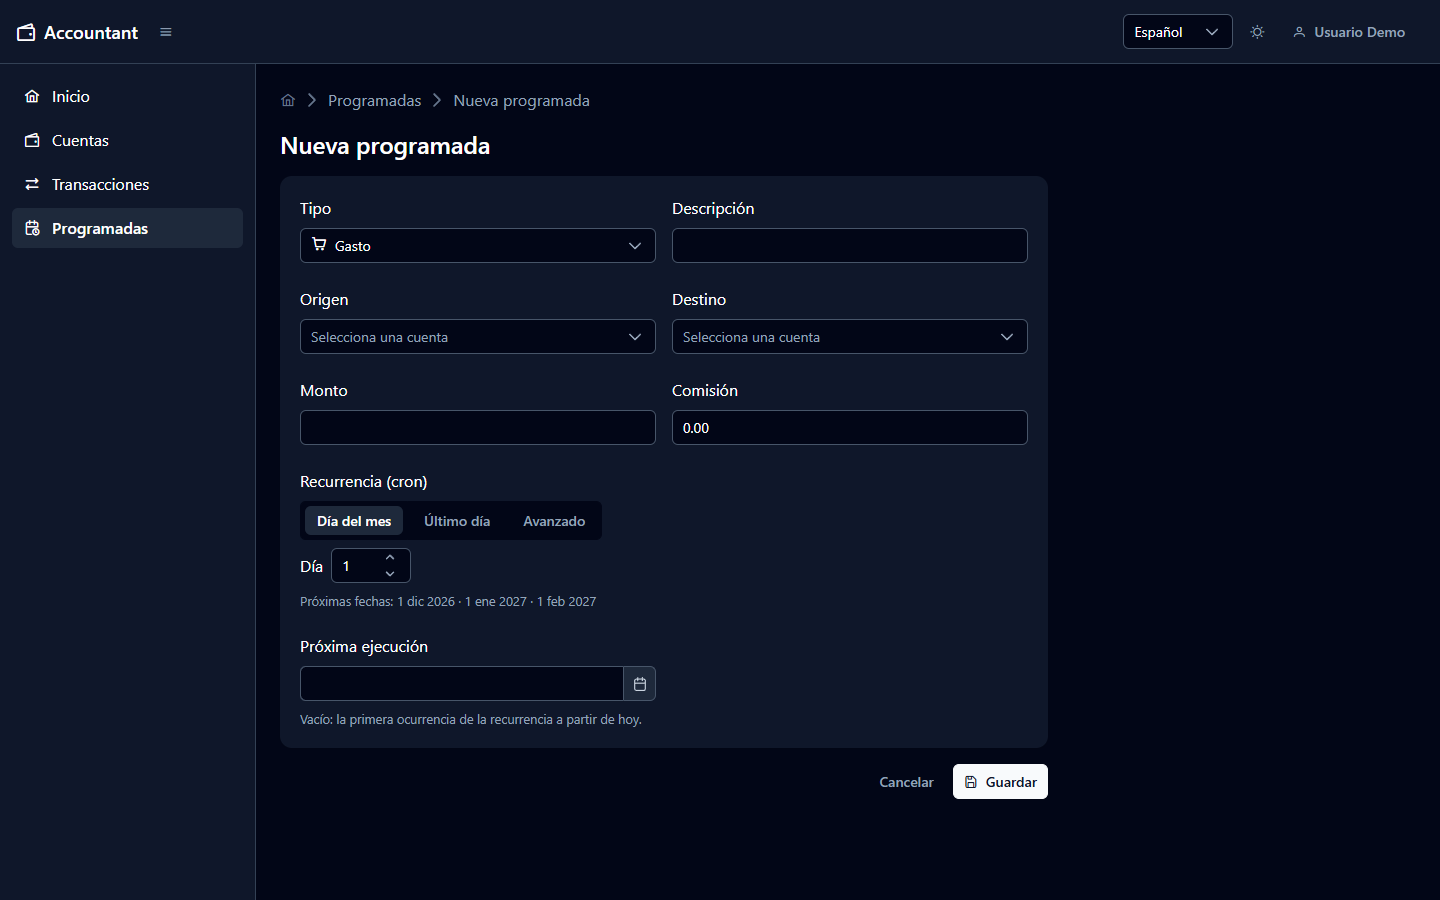 Accountant
Español
Usuario Demo
Inicio
Cuentas
Transacciones
Programadas
Programadas
Nueva programada
Nueva programada
Tipo
Descripción
Gasto
Origen
Destino
Selecciona una cuenta
Selecciona una cuenta
Monto
Comisión
0.00
Recurrencia (cron)
Día del mes
Último día
Avanzado
Día
1
Próximas fechas: 1 dic 2026 · 1 ene 2027 · 1 feb 2027
Próxima ejecución
Vacío: la primera ocurrencia de la recurrencia a partir de hoy.
Cancelar
Guardar